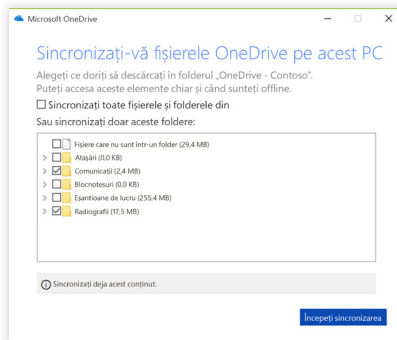 Microsoft OneDrive
Sincronizați-vă fișierele OneDrive pe acest PC
Alegeți ce doriți să descărcați în folderul „OneDrive - Contoso”.
Puteți accesa aceste elemente chiar și când sunteți offline.
Sincronizați toate fișierele și folderele din
Sau sincronizați doar aceste foldere:
Fișiere care nu sunt într-un folder (29,4 MB)
Atașări (0,0 KB)
Comunicații (2,4 MB)
Blocnotesuri (0,0 KB)
Eșantioane de lucru (255,4 MB)
Radiografii (17,5 MB)
Sincronizați deja acest conținut.
Începeți sincronizarea